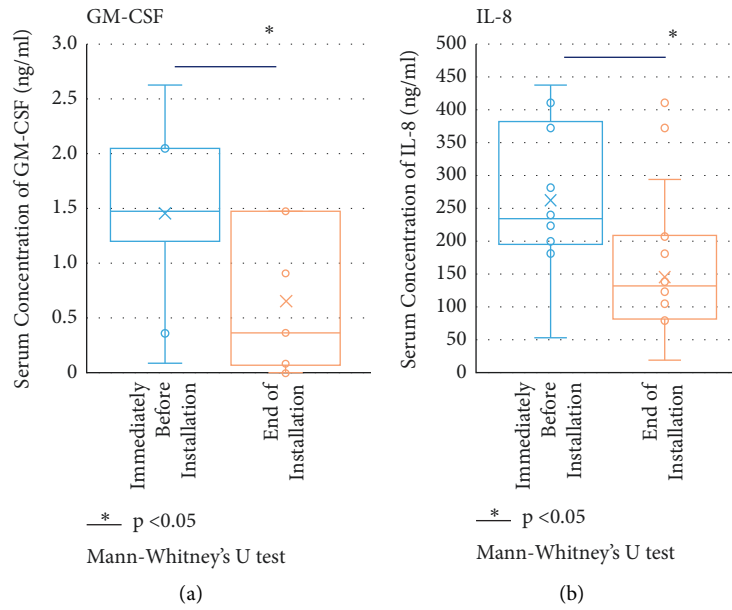 GM-CSF
Serum Concentration of GM-CSF (ng/ml)
3.0
2.5
2.0
1.5
1.0
0.5
0
*
Immediately
Before
Installation
End of
Installation
* p <0.05
Mann-Whitney's U test
(a)
IL-8
Serum Concentration of IL-8 (ng/ml)
500
450
400
350
300
250
200
150
100
50
0
*
Immediately
Before
Installation
End of
Installation
* p <0.05
Mann-Whitney's U test
(b)